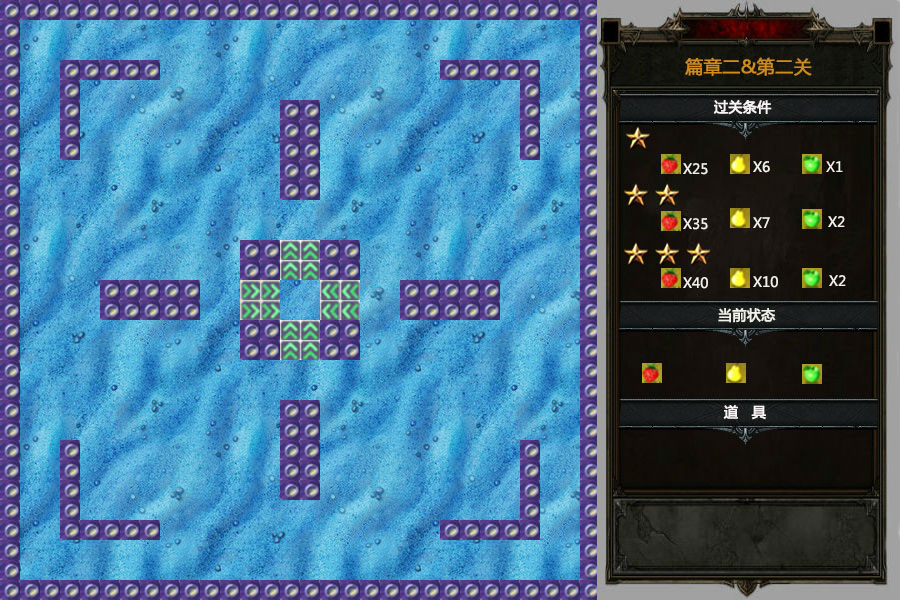 篇章二&第二关
过关条件
X25 X6 X1
X35 X7 X2
X40 X10 X2
当前状态
道 具